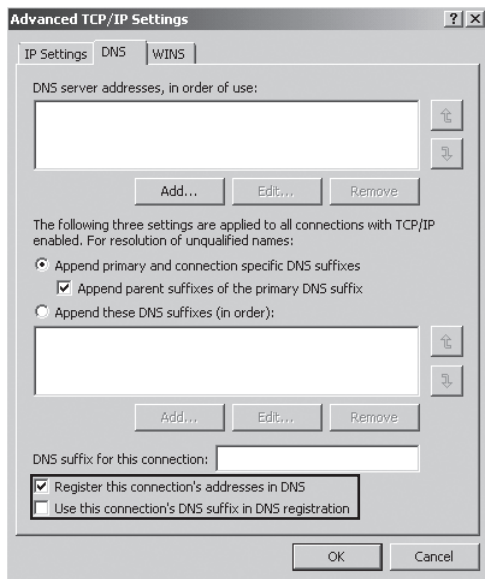 Advanced TCP/IP Settings
IP Settings DNS WINS
DNS server addresses, in order of use:
Add... Edit... Remove
The following three settings are applied to all connections with TCP/IP
enabled. For resolution of unqualified names:
Append primary and connection specific DNS suffixes
Append parent suffixes of the primary DNS suffix
Append these DNS suffixes (in order):
Add... Edit... Remove
DNS suffix for this connection:
Register this connection's addresses in DNS
Use this connection's DNS suffix in DNS registration
OK Cancel